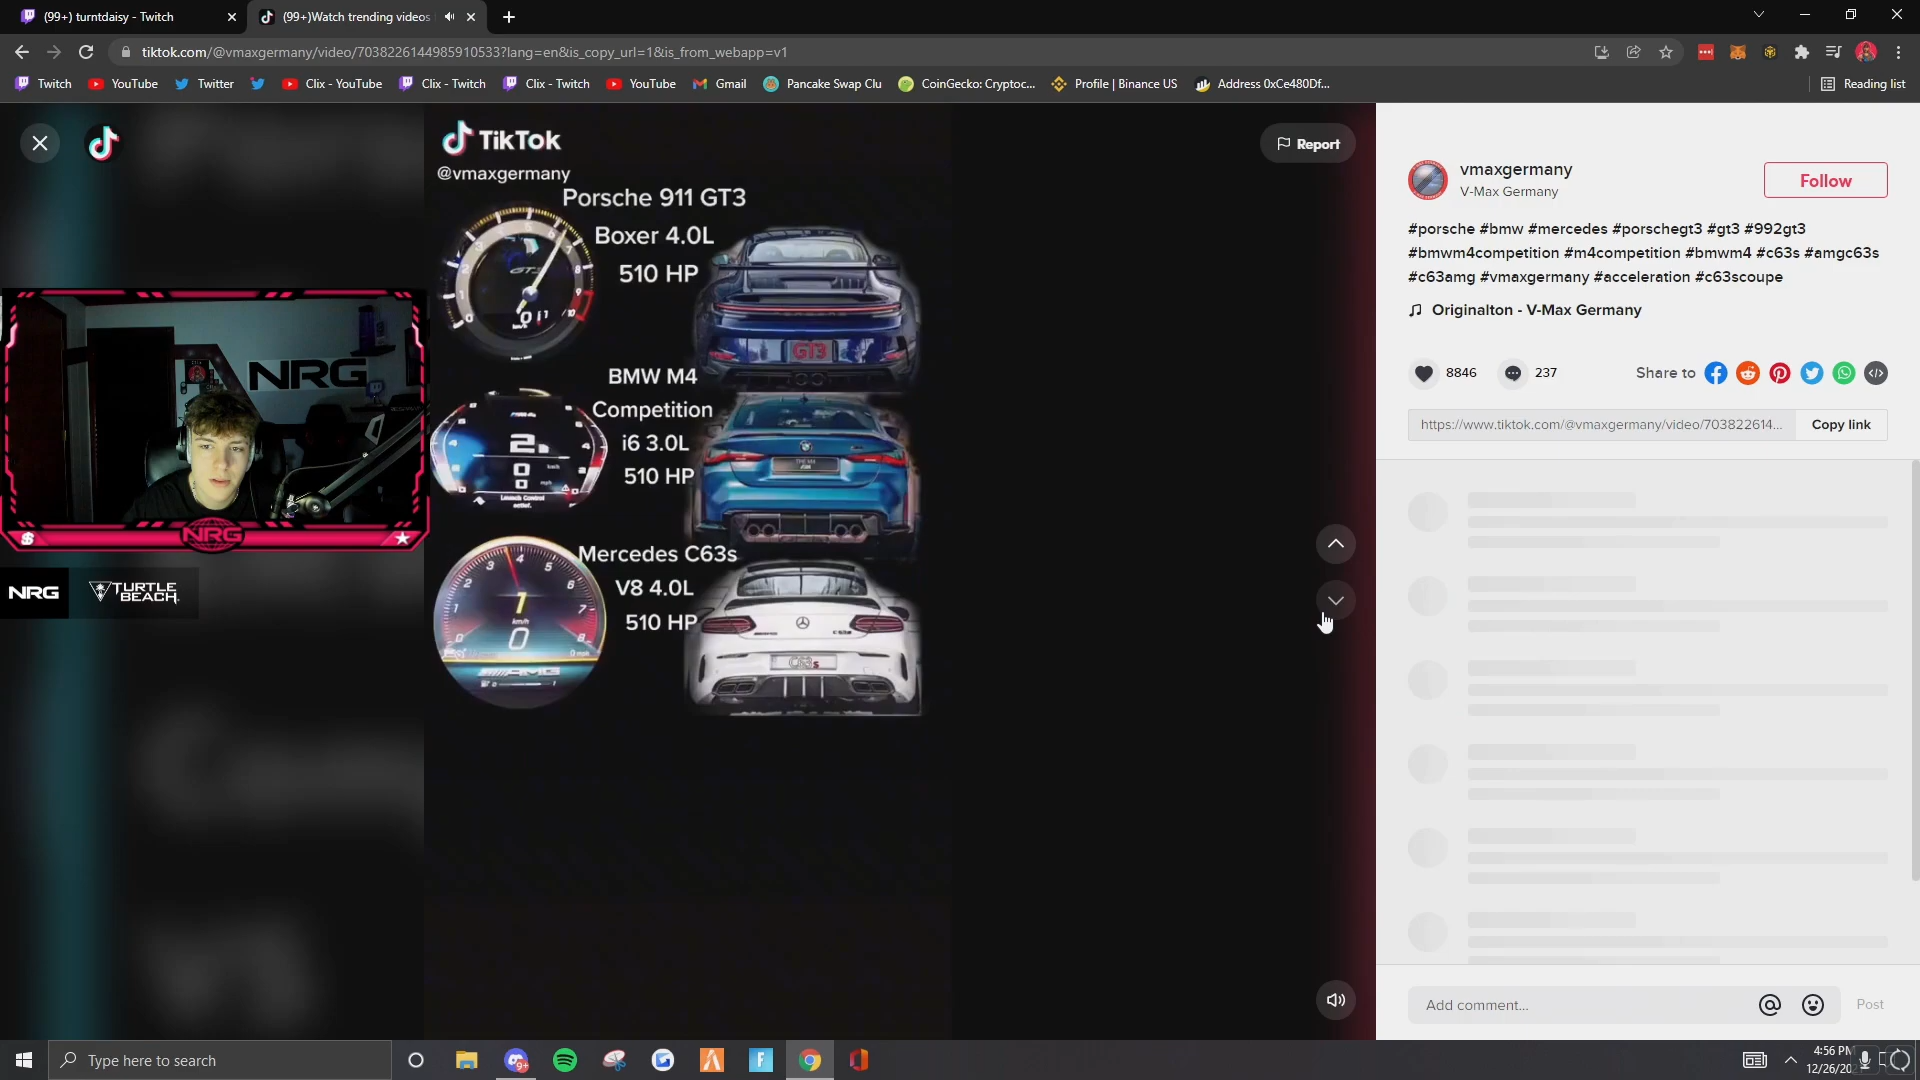 (99+) turntdaisy - Twitch
(99+)Watch trending videos
tiktok.com/@vmaxgermany/video/7038226144985910533?lang=en&is_copy_url=1&is_from_webapp=v1
Twitch YouTube Twitter Clix - YouTube Clix - Twitch Clix - Twitch YouTube Gmail Pancake Swap Clu CoinGecko: Cryptoc... Profile | Binance US Address 0xCe480Df... Reading list
TikTok
@vmaxgermany
Report
Porsche 911 GT3
Boxer 4.0L
510 HP
GT3
BMW M4
Competition
i6 3.0L
510 HP
Mercedes C63s
V8 4.0L
510 HP
AMG
NRG
NRG
NRG TURTLE BEACH
vmaxgermany
V-Max Germany
Follow
#porsche #bmw #mercedes #porschegt3 #gt3 #992gt3
#bmwm4competition #m4competition #bmwm4 #c63s #amgc63s
#c63amg #vmaxgermany #acceleration #c63scoupe
Originalton - V-Max Germany
8846 237 Share to
https://www.tiktok.com/@vmaxgermany/video/703822614... Copy link
Add comment... Post
Type here to search
4:56 PM